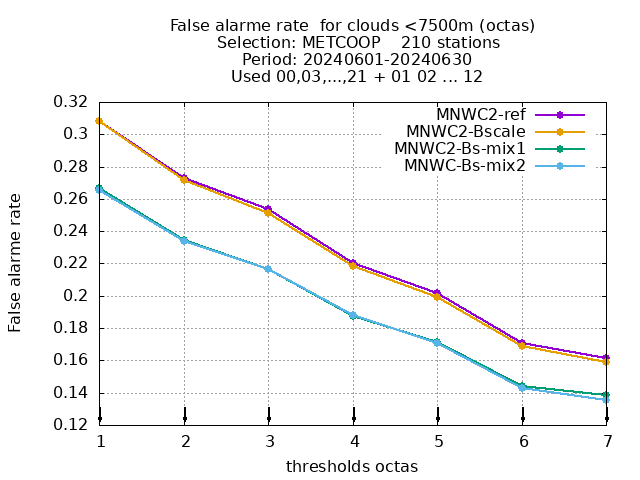 False alarme rate  for clouds <7500m (octas)
Selection: METCOOP    210 stations
Period: 20240601-20240630
Used 00,03,...,21 + 01 02 ... 12
MNWC2-ref
MNWC2-Bscale
MNWC2-Bs-mix1
MNWC-Bs-mix2
False alarme rate
0.32
0.3
0.28
0.26
0.24
0.22
0.2
0.18
0.16
0.14
0.12
1 2 3 4 5 6 7
thresholds octas